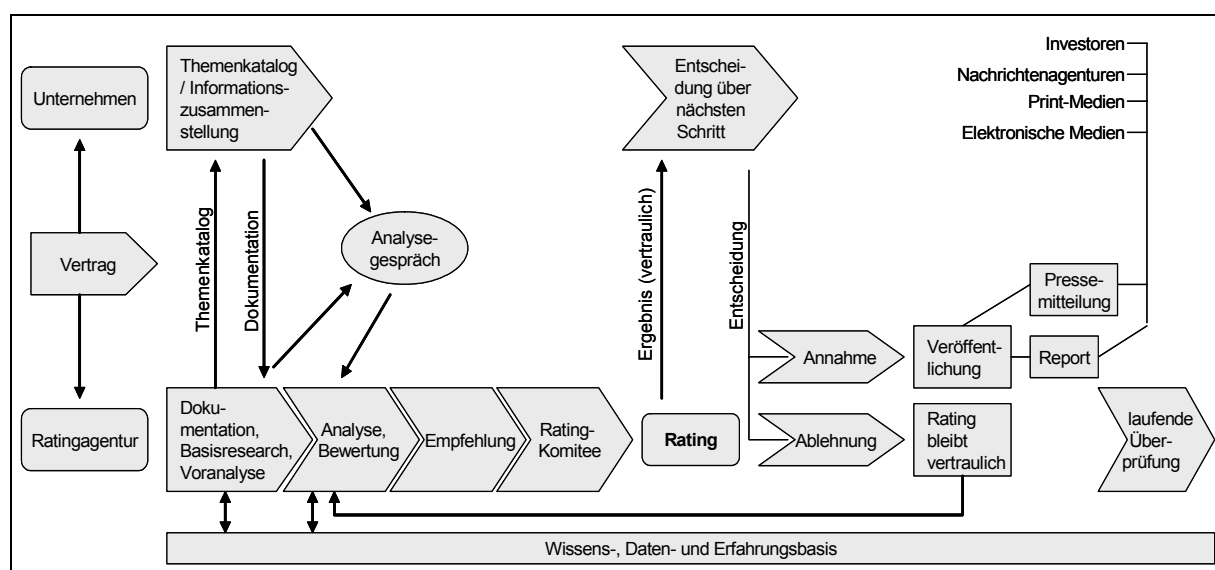 Unternehmen
Vertrag
Ratingagentur
Themenkatalog
/ Informations-
zusammen-
stellung
Themenkatalog
Dokumentation
Analyse-
gespräch
Doku-
mentation,
Basisresearch,
Voranalyse
Analyse,
Bewertung
Empfehlung
Rating-
Komitee
Rating
Ergebnis (vertraulich)
Entschei-
dung über
nächsten
Schritt
Entscheidung
Annahme
Ablehnung
Veröffent-
lichung
Rating
bleibt
vertraulich
Presse-
mitteilung
Report
Investoren
Nachrichtenagenturen
Print-Medien
Elektronische Medien
laufende
Über-
prüfung
Wissens-, Daten- und Erfahrungsbasis